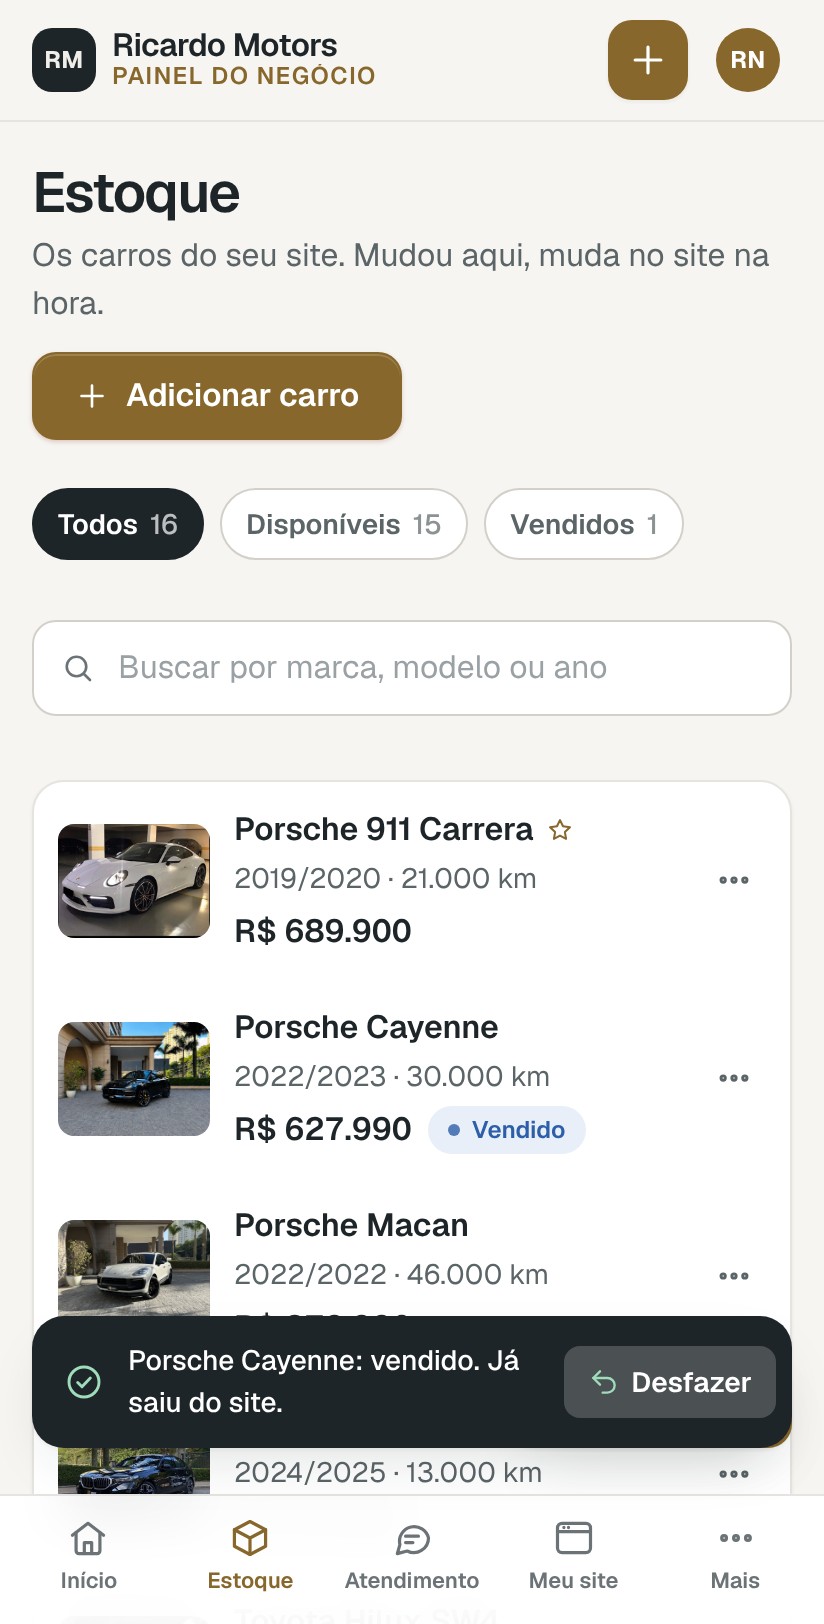 RM
Ricardo Motors
PAINEL DO NEGÓCIO
RN
Estoque
Os carros do seu site. Mudou aqui, muda no site na
hora.
Adicionar carro
Todos 16
Disponíveis 15
Vendidos 1
Buscar por marca, modelo ou ano
Porsche 911 Carrera
2019/2020 · 21.000 km
R$ 689.900
Porsche Cayenne
2022/2023 · 30.000 km
R$ 627.990
Vendido
Porsche Macan
2022/2022 · 46.000 km
Porsche Cayenne: vendido. Já
saiu do site.
Desfazer
2024/2025 · 13.000 km
Início
Estoque
Atendimento
Meu site
Mais
Toyota Hilux SW4